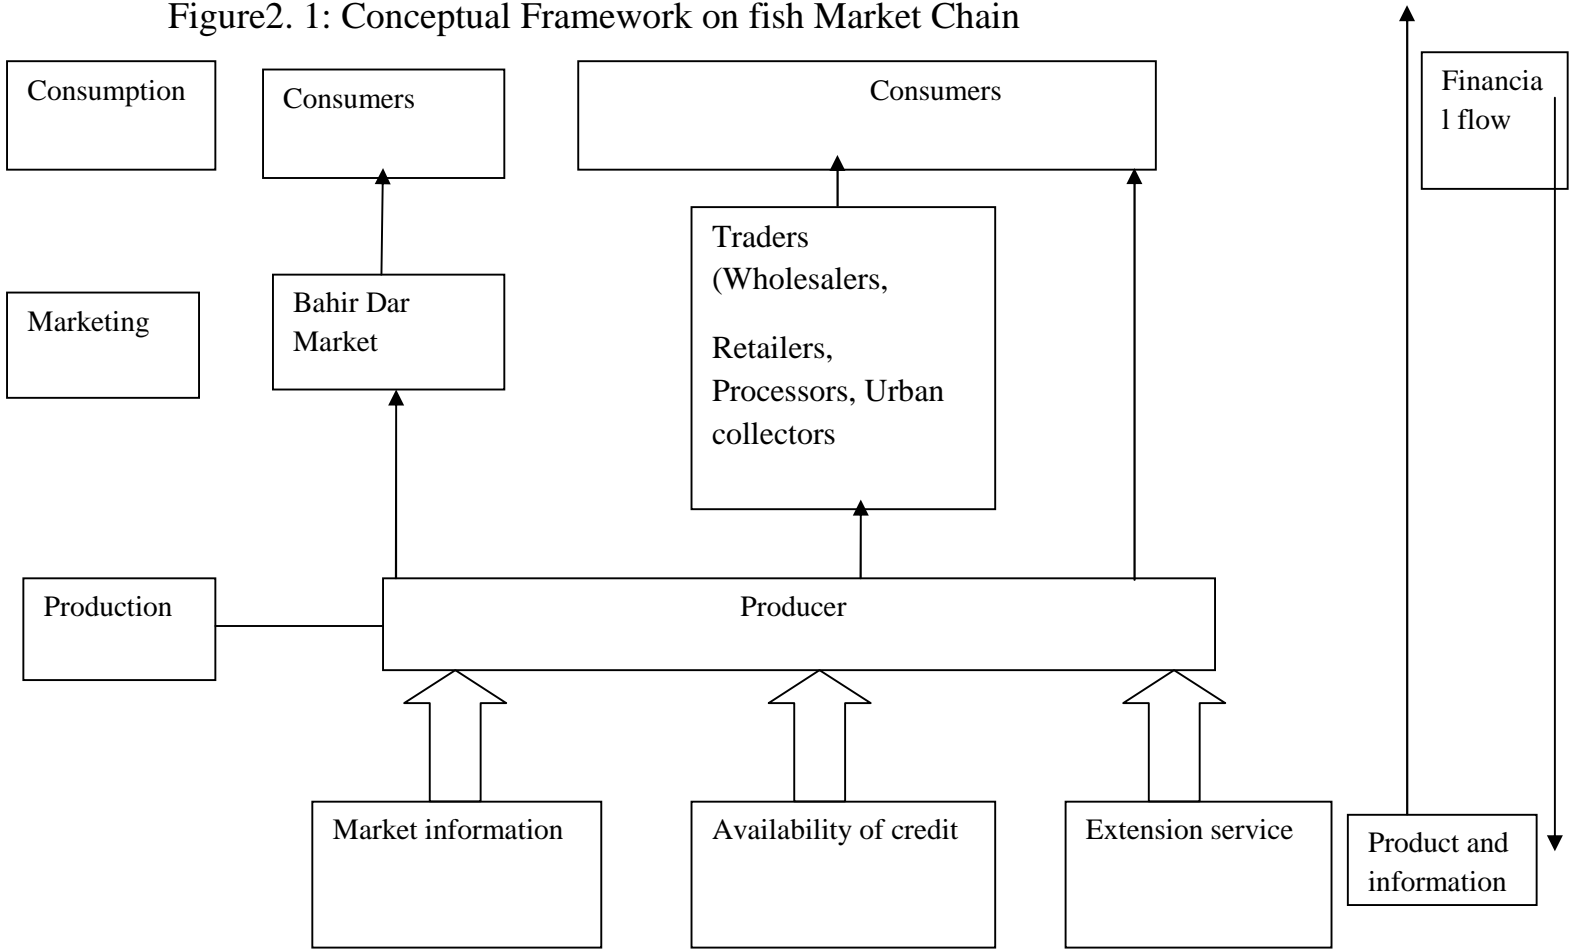 Figure2. 1: Conceptual Framework on fish Market Chain
Consumption
Consumers
Consumers
Financia
l flow
Traders
(Wholesalers,
Retailers,
Processors, Urban
collectors
Bahir Dar
Market
Marketing
Production
Producer
Market information
Availability of credit
Extension service
Product and
information